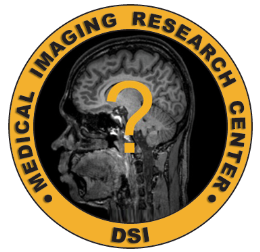 • MEDICAL IMAGING RESEARCH CENTER •
?
DSI